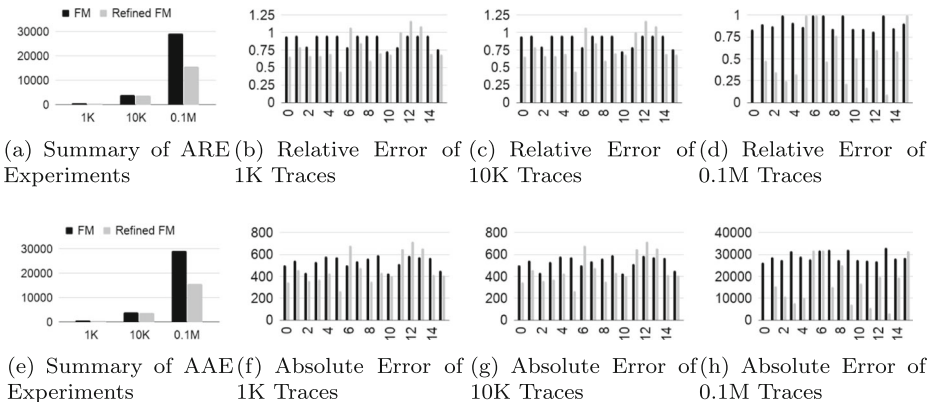 FM Refined FM
30000
20000
10000
0
1K 10K 0.1M
1.25
1
0.75
0.5
0.25
0
0 2 4 6 8 10 12 14
1.25
1
0.75
0.5
0.25
0
0 2 4 6 8 10 12 14
1
0.75
0.5
0.25
0
0 2 4 6 8 10 12 14
(a) Summary of ARE Experiments
(b) Relative Error of 1K Traces
(c) Relative Error of 10K Traces
(d) Relative Error of 0.1M Traces
FM Refined FM
30000
20000
10000
0
1K 10K 0.1M
800
600
400
200
0
0 2 4 6 8 10 12 14
800
600
400
200
0
0 2 4 6 8 10 12 14
40000
30000
20000
10000
0
0 2 4 6 8 10 12 14
(e) Summary of AAE Experiments
(f) Absolute Error of 1K Traces
(g) Absolute Error of 10K Traces
(h) Absolute Error of 0.1M Traces